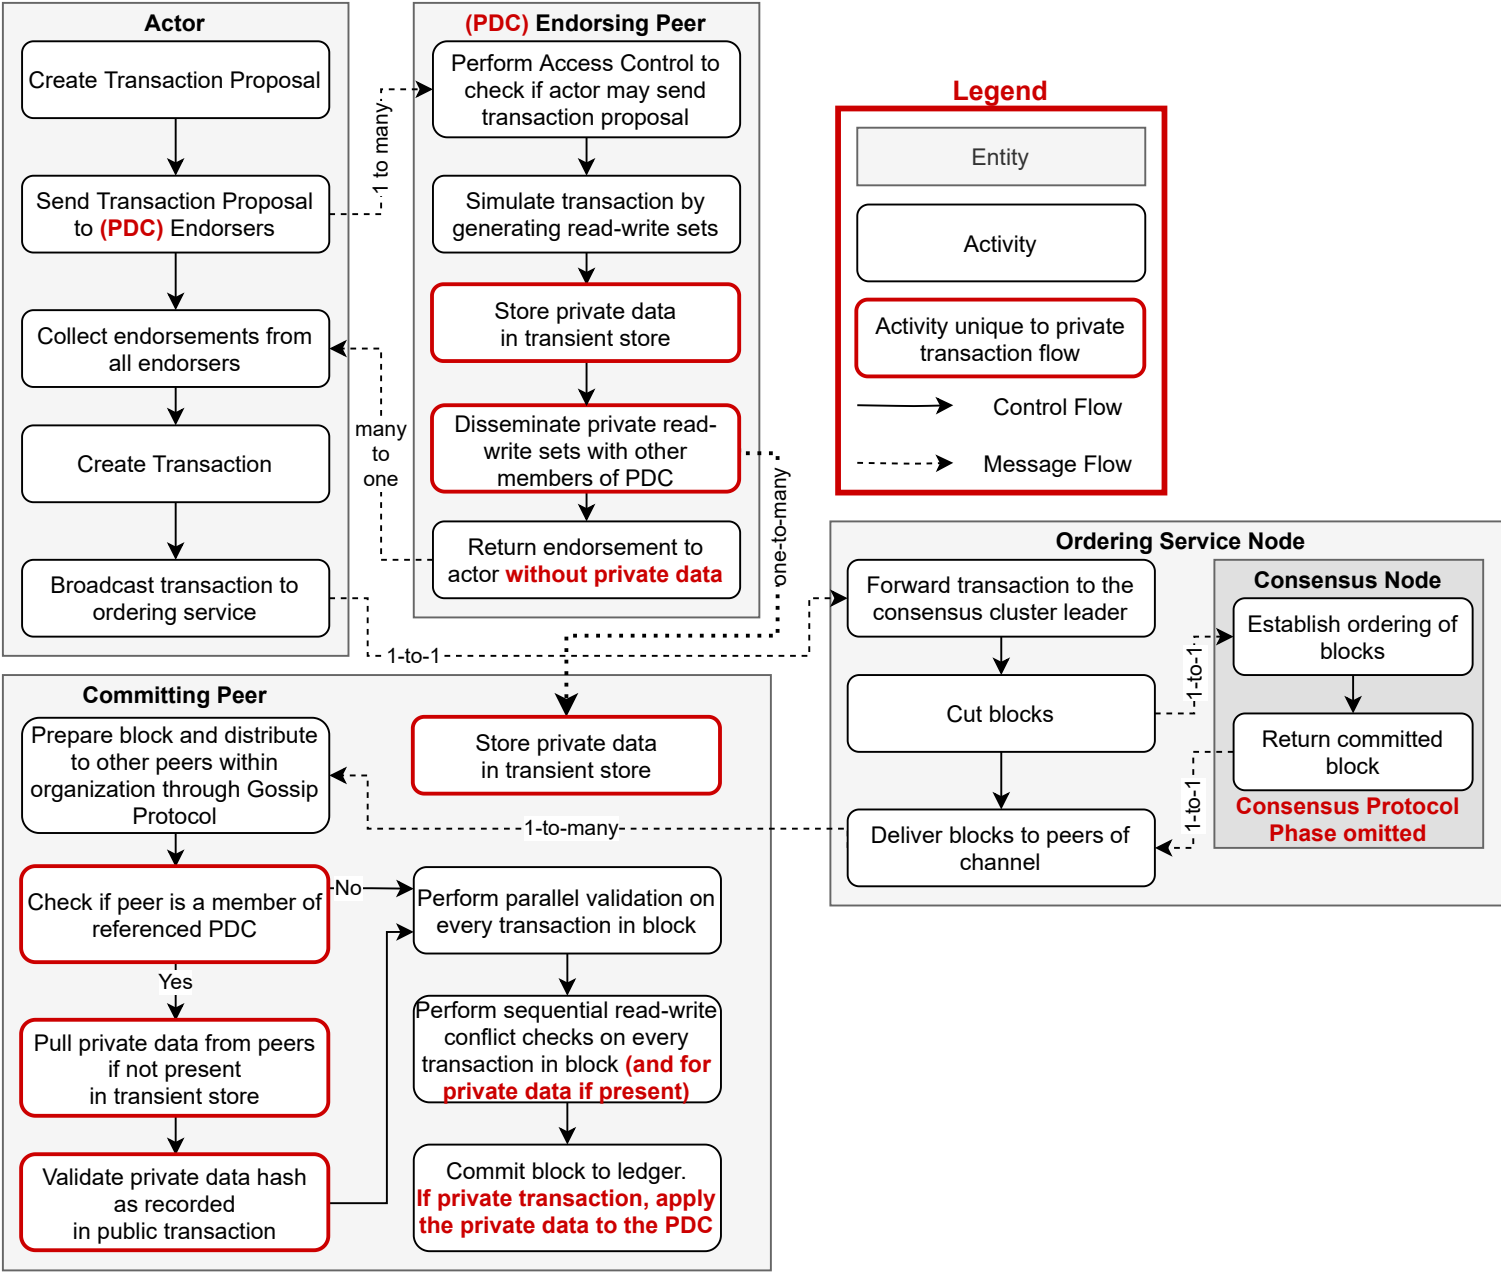 Actor
Create Transaction Proposal
Send Transaction Proposal
to (PDC) Endorsers
Collect endorsements from
all endorsers
Create Transaction
Broadcast transaction to
ordering service
1 to many
many
to
one
1-to-1
(PDC) Endorsing Peer
Perform Access Control to
check if actor may send
transaction proposal
Simulate transaction by
generating read-write sets
Store private data
in transient store
Disseminate private read-
write sets with other
members of PDC
Return endorsement to
actor without private data
one-to-many
Legend
Entity
Activity
Activity unique to private
transaction flow
Control Flow
Message Flow
Ordering Service Node
Forward transaction to the
consensus cluster leader
Cut blocks
Deliver blocks to peers of
channel
1-to-1
1-to-1
Consensus Node
Establish ordering of
blocks
Return committed
block
Consensus Protocol
Phase omitted
Committing Peer
Prepare block and distribute
to other peers within
organization through Gossip
Protocol
Store private data
in transient store
1-to-many
Check if peer is a member of
referenced PDC
No
Yes
Pull private data from peers
if not present
in transient store
Validate private data hash
as recorded
in public transaction
Perform parallel validation on
every transaction in block
Perform sequential read-write
conflict checks on every
transaction in block (and for
private data if present)
Commit block to ledger.
If private transaction, apply
the private data to the PDC